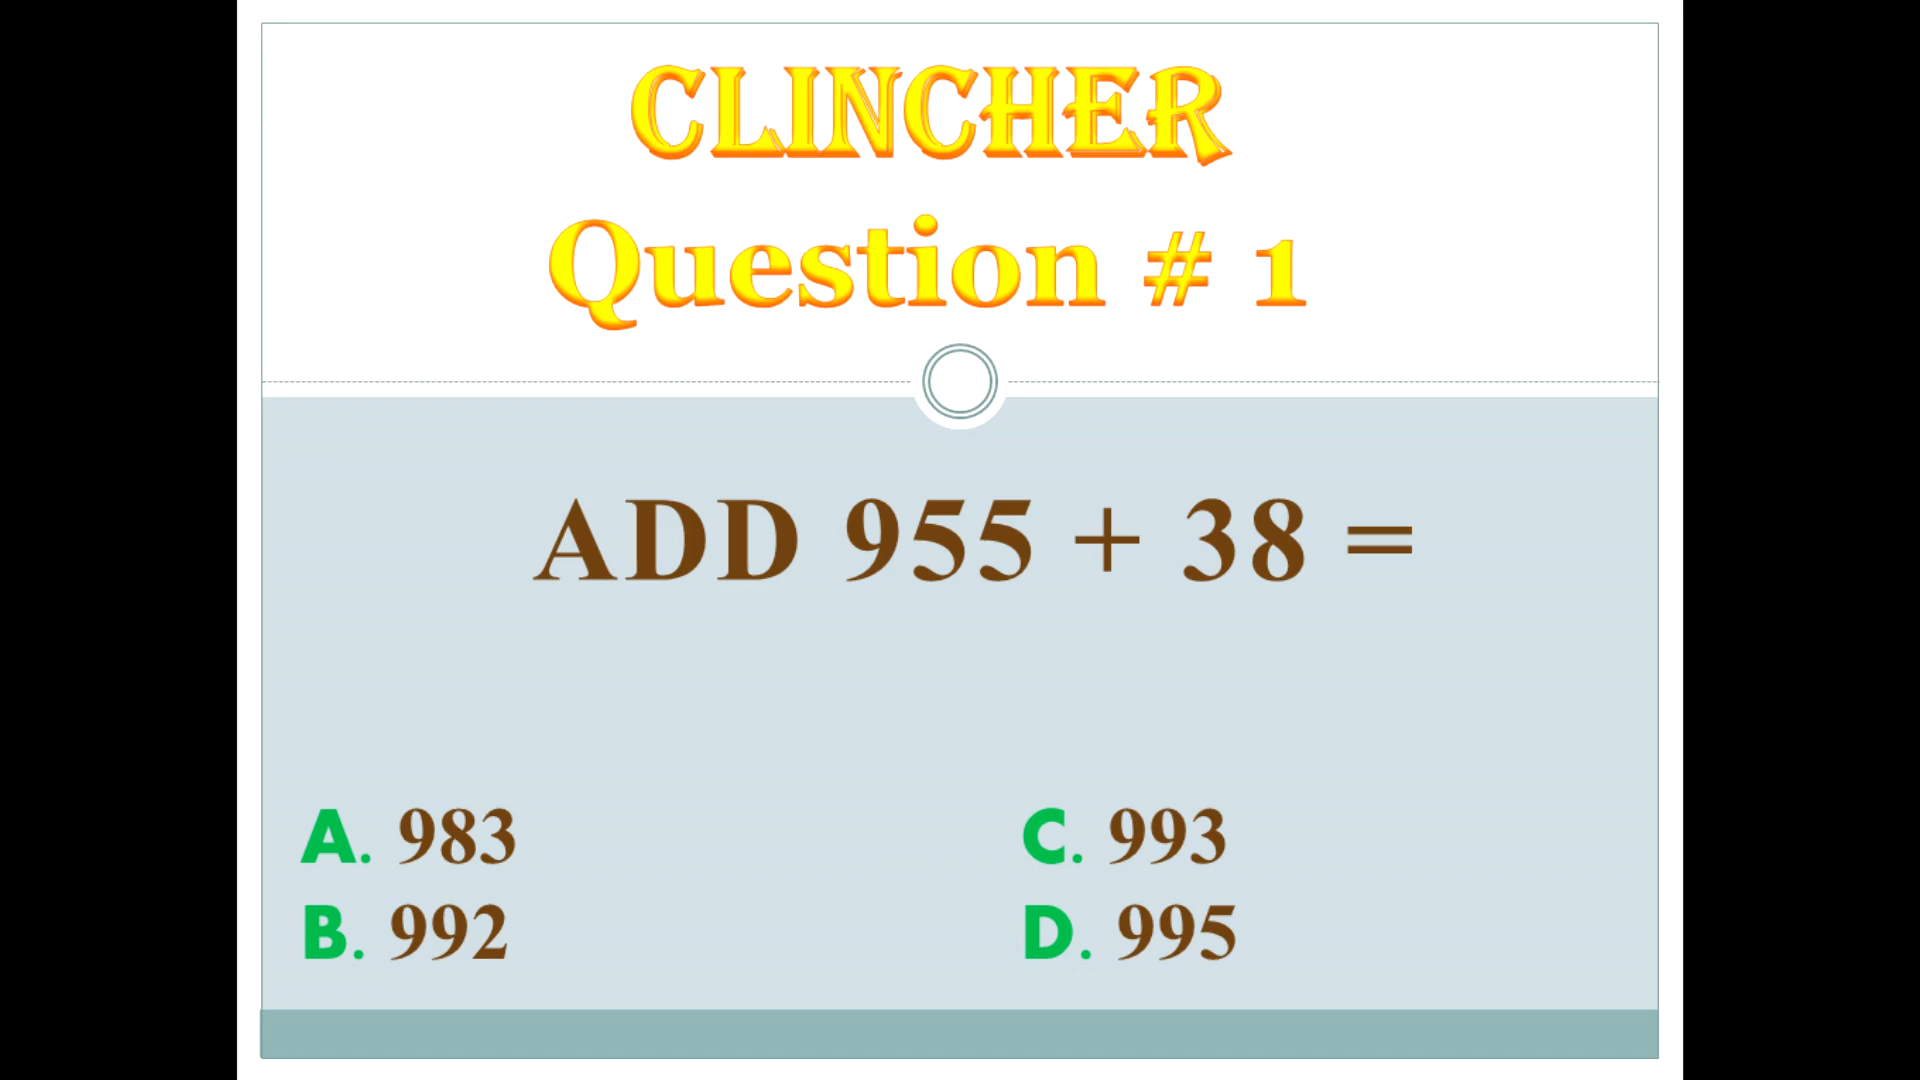 CLINCHER
Question # 1
ADD 955 + 38 =
A. 983
B. 992
C. 993
D. 995